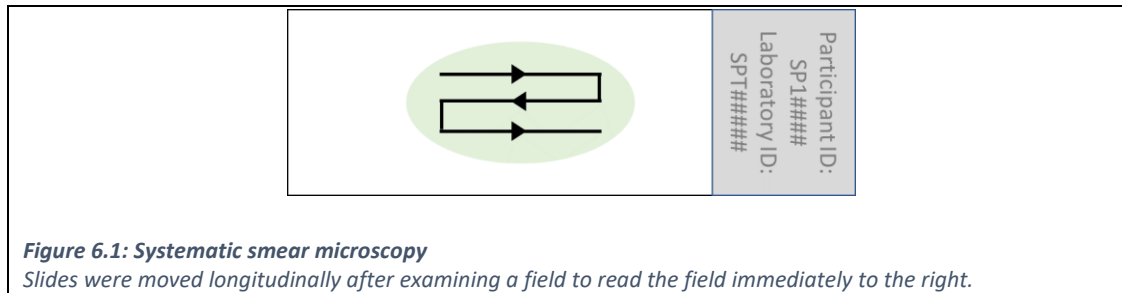 Participant ID:
SP1####
Laboratory ID:
SPT#####
Figure 6.1: Systematic smear microscopy
Slides were moved longitudinally after examining a field to read the field immediately to the right.